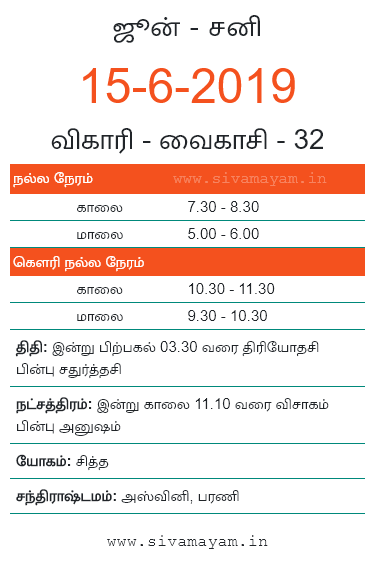 ஜூன் - சனி
15-6-2019
விகாரி - வைகாசி - 32
நல்ல நேரம் www.sivamayam.in
காலை 7.30 - 8.30
மாலை 5.00 - 6.00
கௌரி நல்ல நேரம்
காலை 10.30 - 11.30
மாலை 9.30 - 10.30
திதி: இன்று பிற்பகல் 03.30 வரை திரியோதசி
பின்பு சதுர்த்தசி
நட்சத்திரம்: இன்று காலை 11.10 வரை விசாகம்
பின்பு அனுஷம்
யோகம்: சித்த
சந்திராஷ்டமம்: அஸ்வினி, பரணி
www.sivamayam.in